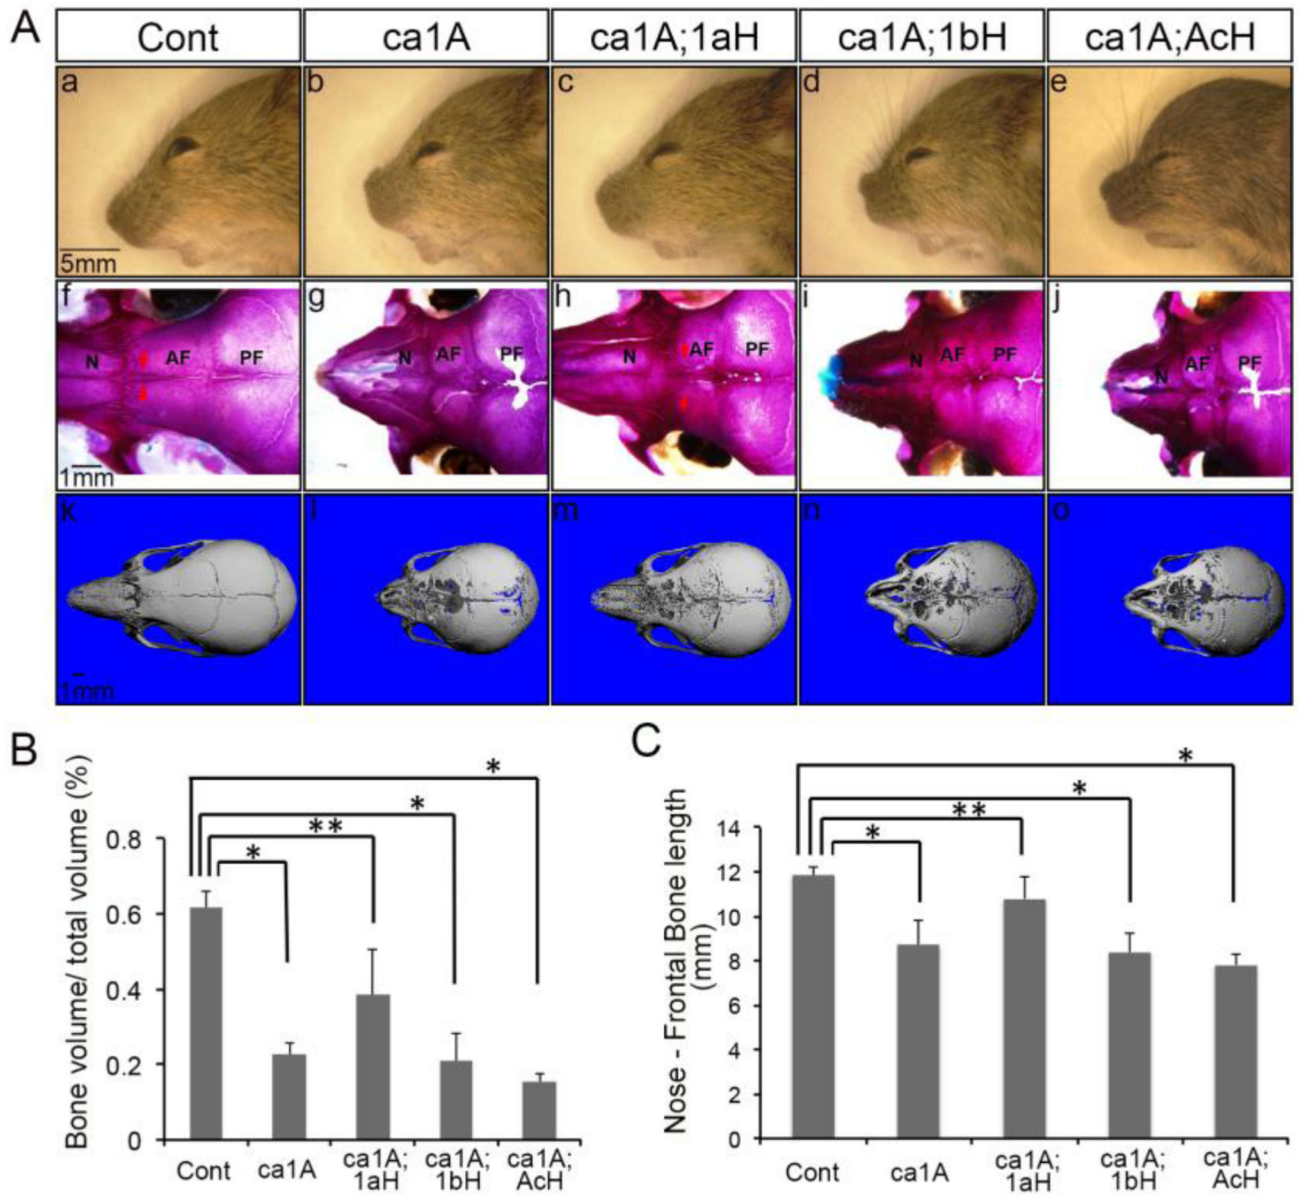 A
Cont ca1A ca1A;1aH ca1A;1bH ca1A;AcH
a b c d e
5mm
f g h i j
N AF PF N AF PF N AF PF N AF PF N AF PF
1mm
k l m n o
1mm
B
Bone volume/ total volume (%)
* 
*
**
*
0.8
0.6
0.4
0.2
0
Cont ca1A ca1A; ca1A; ca1A;
1aH 1bH AcH
C
Nose - Frontal Bone length
(mm)
*
*
**
*
14
12
10
8
6
4
2
0
Cont ca1A ca1A; ca1A; ca1A;
1aH 1bH AcH